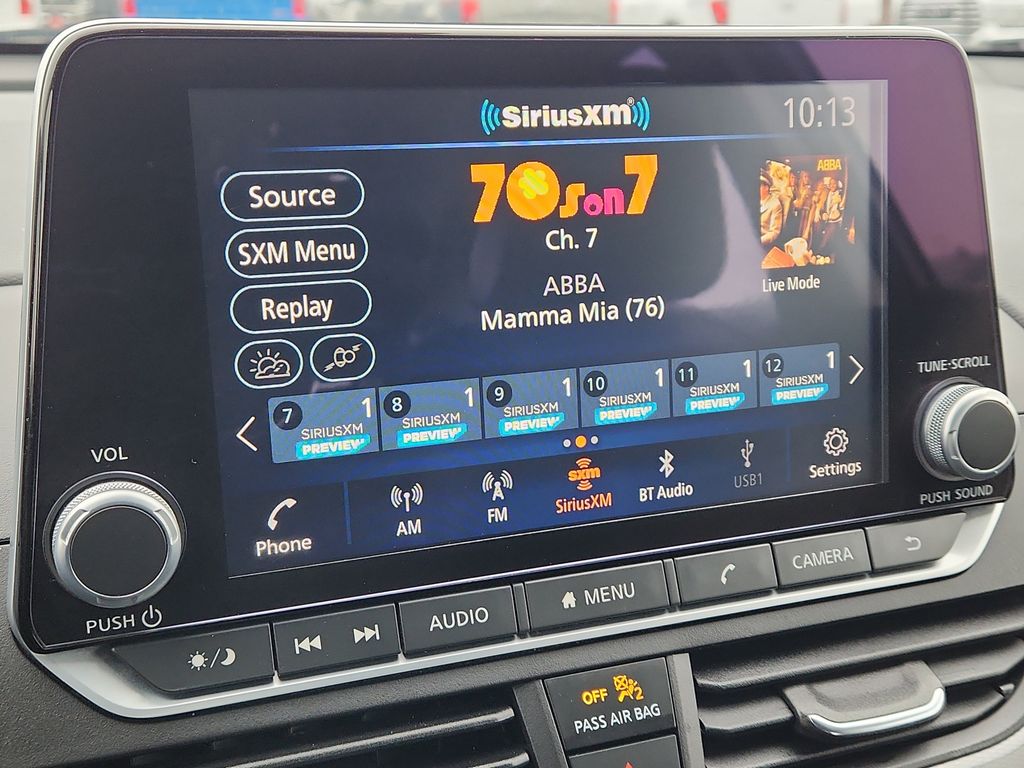 SiriusXM®
10:13
Source
70s on 7
ABBA
SXM Menu
Ch. 7
Replay
ABBA
Live Mode
Mamma Mia (76)
7 1 SIRIUSXM PREVIEW
8 1 SIRIUSXM PREVIEW
9 1 SIRIUSXM PREVIEW
10 1 SIRIUSXM PREVIEW
11 1 SIRIUSXM PREVIEW
12 1 SIRIUSXM PREVIEW
Phone
AM
FM
sxm
SiriusXM
BT Audio
USB1
Settings
VOL
PUSH
TUNE·SCROLL
PUSH SOUND
AUDIO
MENU
CAMERA
OFF 2
PASS AIR BAG